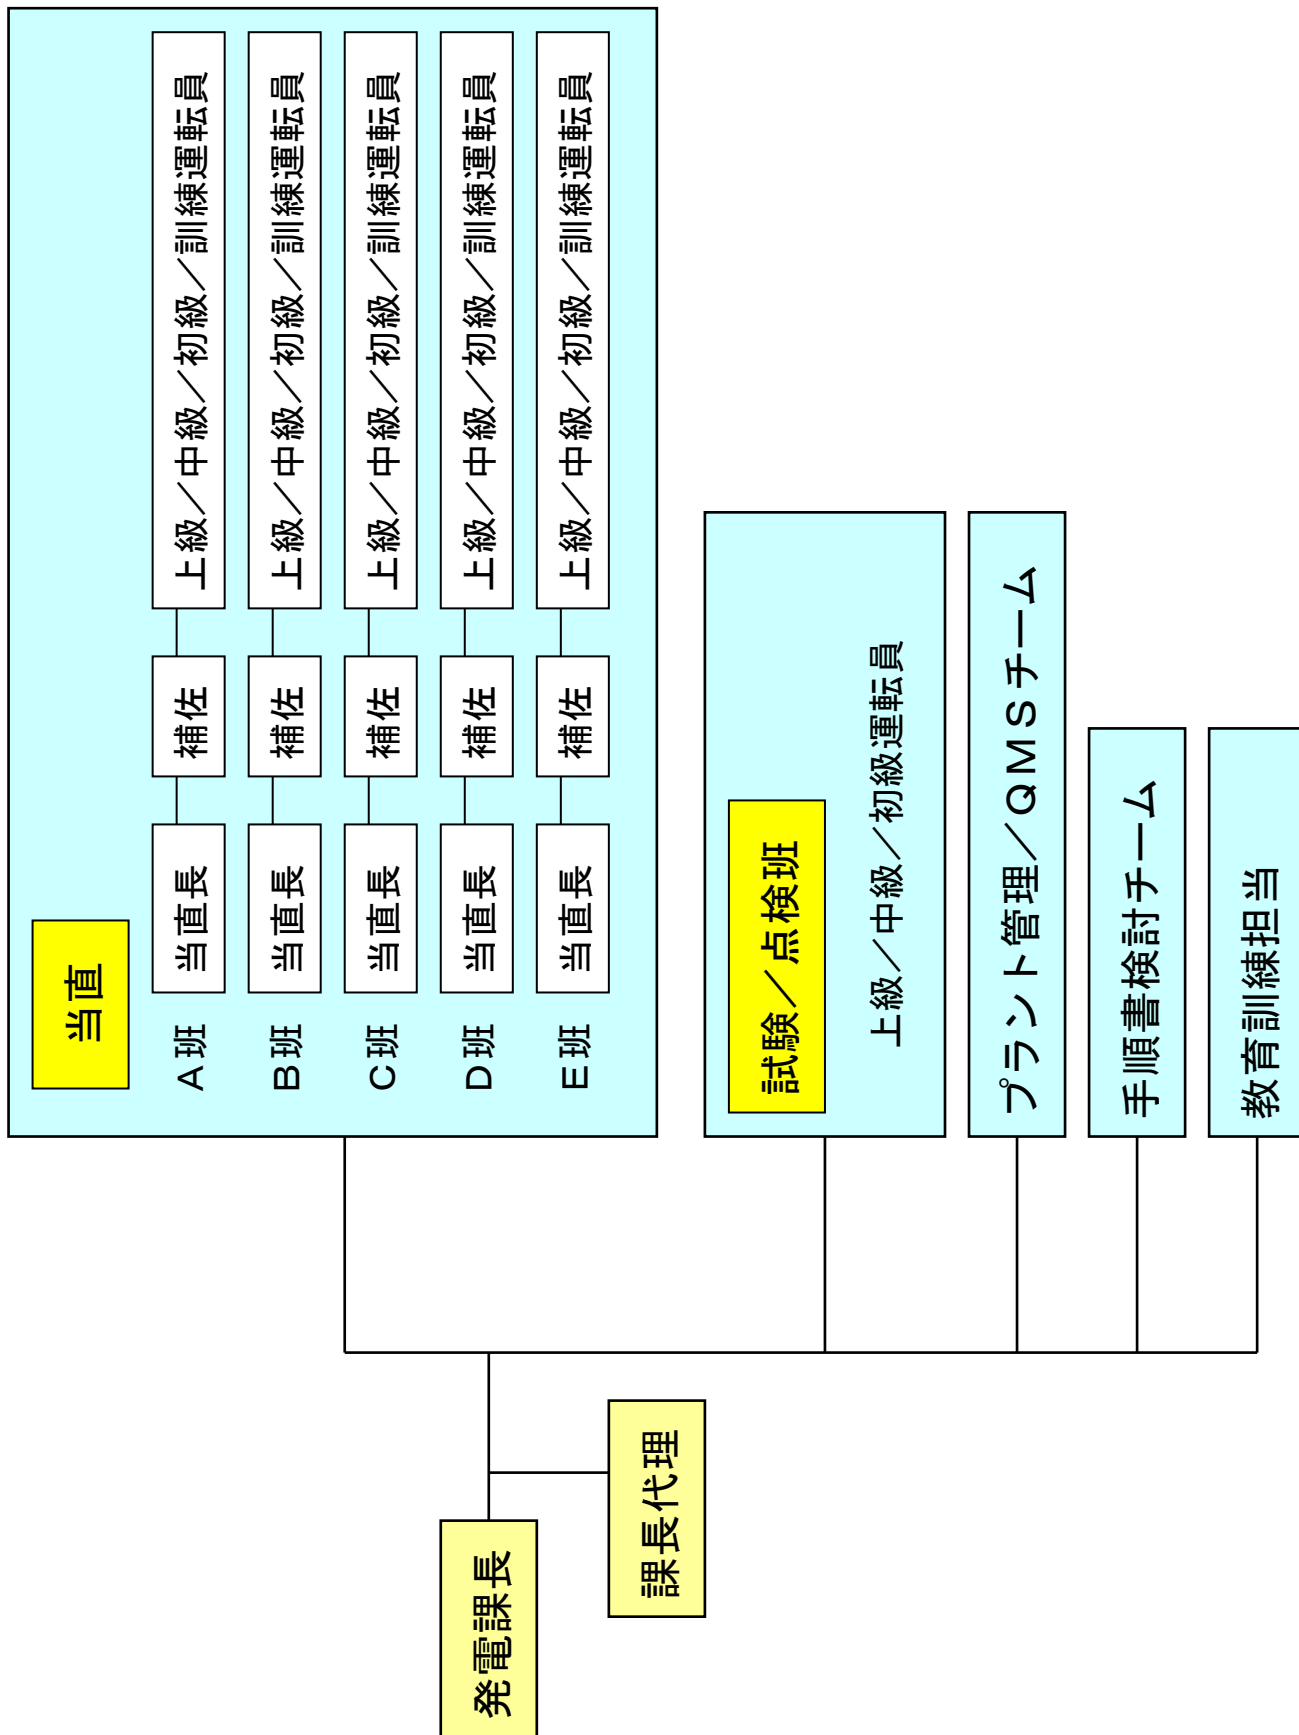 当直
A班
当直長
補佐
上級／中級／初級／訓練運転員
B班
当直長
補佐
上級／中級／初級／訓練運転員
C班
当直長
補佐
上級／中級／初級／訓練運転員
D班
当直長
補佐
上級／中級／初級／訓練運転員
E班
当直長
補佐
上級／中級／初級／訓練運転員
発電課長
課長代理
試験／点検班
上級／中級／初級運転員
プラント管理／QMSチーム
手順書検討チーム
教育訓練担当